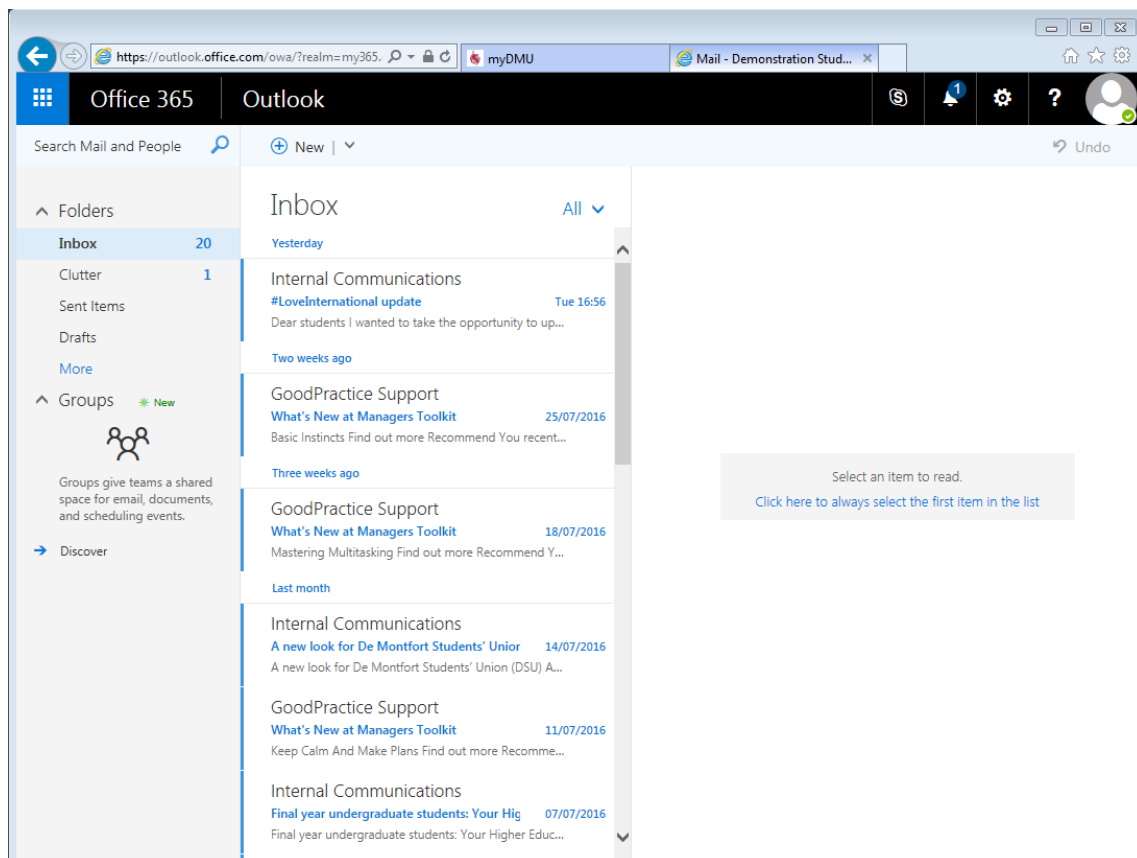 https://outlook.office.com/owa/?realm=my365.
myDMU
Mail - Demonstration Stud...
Office 365
Outlook
1
?
Search Mail and People
New
Undo
Folders
Inbox 20
Clutter 1
Sent Items
Drafts
More
Groups New
Groups give teams a shared
space for email, documents,
and scheduling events.
Discover
Inbox
All
Yesterday
Internal Communications
#LoveInternational update Tue 16:56
Dear students I wanted to take the opportunity to up...
Two weeks ago
GoodPractice Support
What's New at Managers Toolkit 25/07/2016
Basic Instincts Find out more Recommend You recent...
Three weeks ago
GoodPractice Support
What's New at Managers Toolkit 18/07/2016
Mastering Multitasking Find out more Recommend Y...
Last month
Internal Communications
A new look for De Montfort Students' Union 14/07/2016
A new look for De Montfort Students' Union (DSU) A...
GoodPractice Support
What's New at Managers Toolkit 11/07/2016
Keep Calm And Make Plans Find out more Recomme...
Internal Communications
Final year undergraduate students: Your Hig 07/07/2016
Final year undergraduate students: Your Higher Educ...
Select an item to read.
Click here to always select the first item in the list